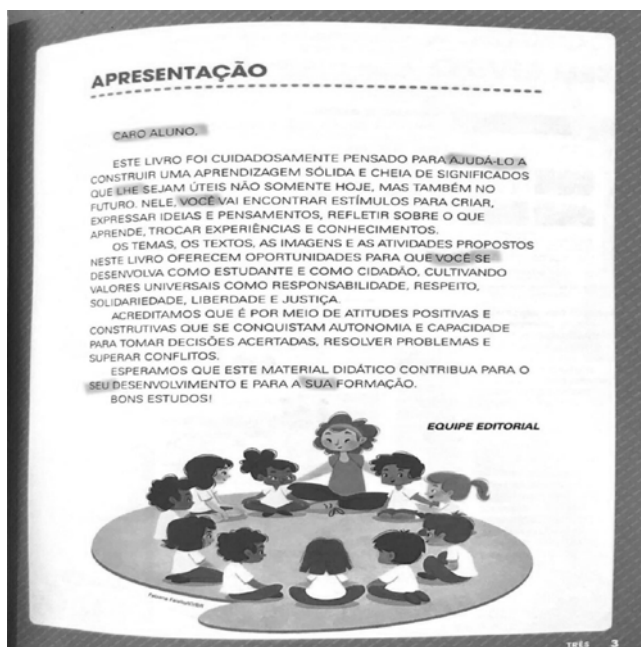 APRESENTAÇÃO
CARO ALUNO,
ESTE LIVRO FOI CUIDADOSAMENTE PENSADO PARA AJUDÁ-LO A
CONSTRUIR UMA APRENDIZAGEM SÓLIDA E CHEIA DE SIGNIFICADOS
QUE LHE SEJAM ÚTEIS NÃO SOMENTE HOJE, MAS TAMBÉM NO
FUTURO. NELE, VOCÊ VAI ENCONTRAR ESTÍMULOS PARA CRIAR,
EXPRESSAR IDEIAS E PENSAMENTOS, REFLETIR SOBRE O QUE
APRENDE, TROCAR EXPERIÊNCIAS E CONHECIMENTOS.
OS TEMAS, OS TEXTOS, AS IMAGENS E AS ATIVIDADES PROPOSTOS
NESTE LIVRO OFERECEM OPORTUNIDADES PARA QUE VOCÊ SE
DESENVOLVA COMO ESTUDANTE E COMO CIDADÃO, CULTIVANDO
VALORES UNIVERSAIS COMO RESPONSABILIDADE, RESPEITO,
SOLIDARIEDADE, LIBERDADE E JUSTIÇA.
ACREDITAMOS QUE É POR MEIO DE ATITUDES POSITIVAS E
CONSTRUTIVAS QUE SE CONQUISTAM AUTONOMIA E CAPACIDADE
PARA TOMAR DECISÕES ACERTADAS, RESOLVER PROBLEMAS E
SUPERAR CONFLITOS.
ESPERAMOS QUE ESTE MATERIAL DIDÁTICO CONTRIBUA PARA O
SEU DESENVOLVIMENTO E PARA A SUA FORMAÇÃO.
BONS ESTUDOS!
EQUIPE EDITORIAL
TRÊS 3